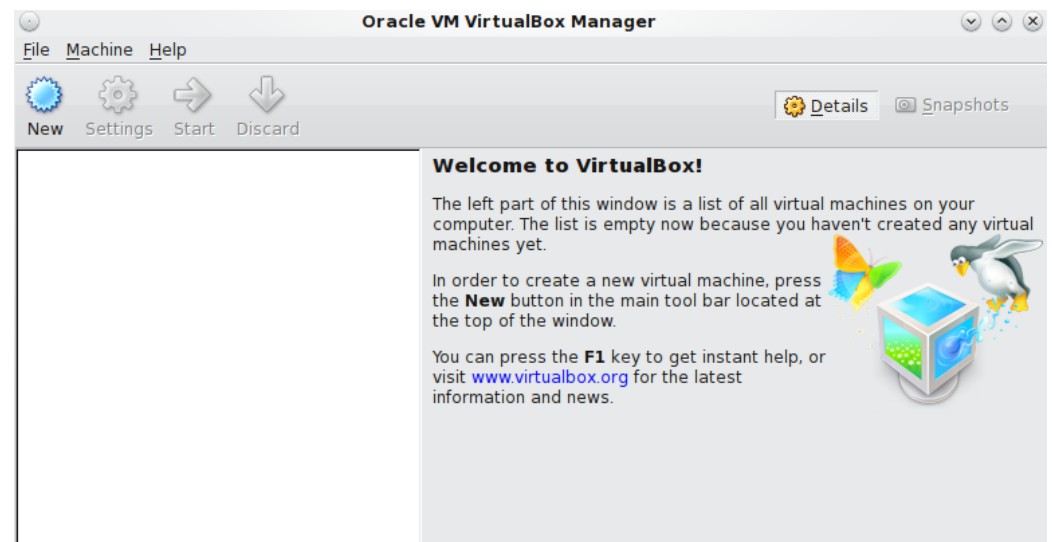 Oracle VM VirtualBox Manager
File Machine Help
New Settings Start Discard
Details Snapshots
Welcome to VirtualBox!
The left part of this window is a list of all virtual machines on your
computer. The list is empty now because you haven't created any virtual
machines yet.
In order to create a new virtual machine, press
the New button in the main tool bar located at
the top of the window.
You can press the F1 key to get instant help, or
visit www.virtualbox.org for the latest
information and news.